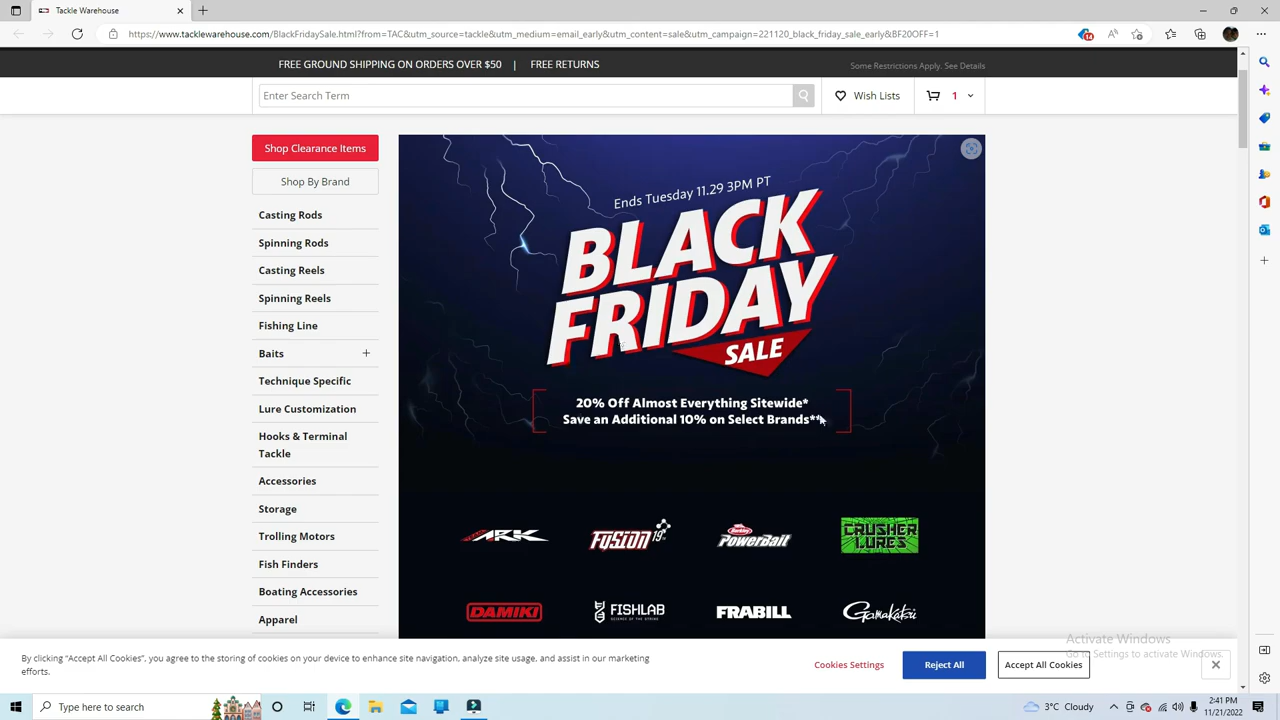 Tackle Warehouse
https://www.tacklewarehouse.com/BlackFridaySale.html?from=TAC&utm_source=tackle&utm_medium=email_early&utm_content=sale&utm_campaign=221120_black_friday_sale_early&BF20OFF=1
14
FREE GROUND SHIPPING ON ORDERS OVER $50 | FREE RETURNS
Some Restrictions Apply. See Details
Enter Search Term
Wish Lists
1
Shop Clearance Items
Shop By Brand
Casting Rods
Spinning Rods
Casting Reels
Spinning Reels
Fishing Line
Baits +
Technique Specific
Lure Customization
Hooks & Terminal
Tackle
Accessories
Storage
Trolling Motors
Fish Finders
Boating Accessories
Apparel
Ends Tuesday 11.29 3PM PT
BLACK
FRIDAY
SALE
20% Off Almost Everything Sitewide*
Save an Additional 10% on Select Brands**
ARK
FUSION 19
Berkley
POWERBAIT
CRUSHER
LURES
DAMIKI
FISHLAB
FRABILL
Gamakatsu
By clicking "Accept All Cookies", you agree to the storing of cookies on your device to enhance site navigation, analyze site usage, and assist in our marketing
efforts.
Cookies Settings
Reject All
Accept All Cookies
Activate Windows
Go to Settings to activate Windows.
Type here to search
3°C Cloudy
2:41 PM
11/21/2022